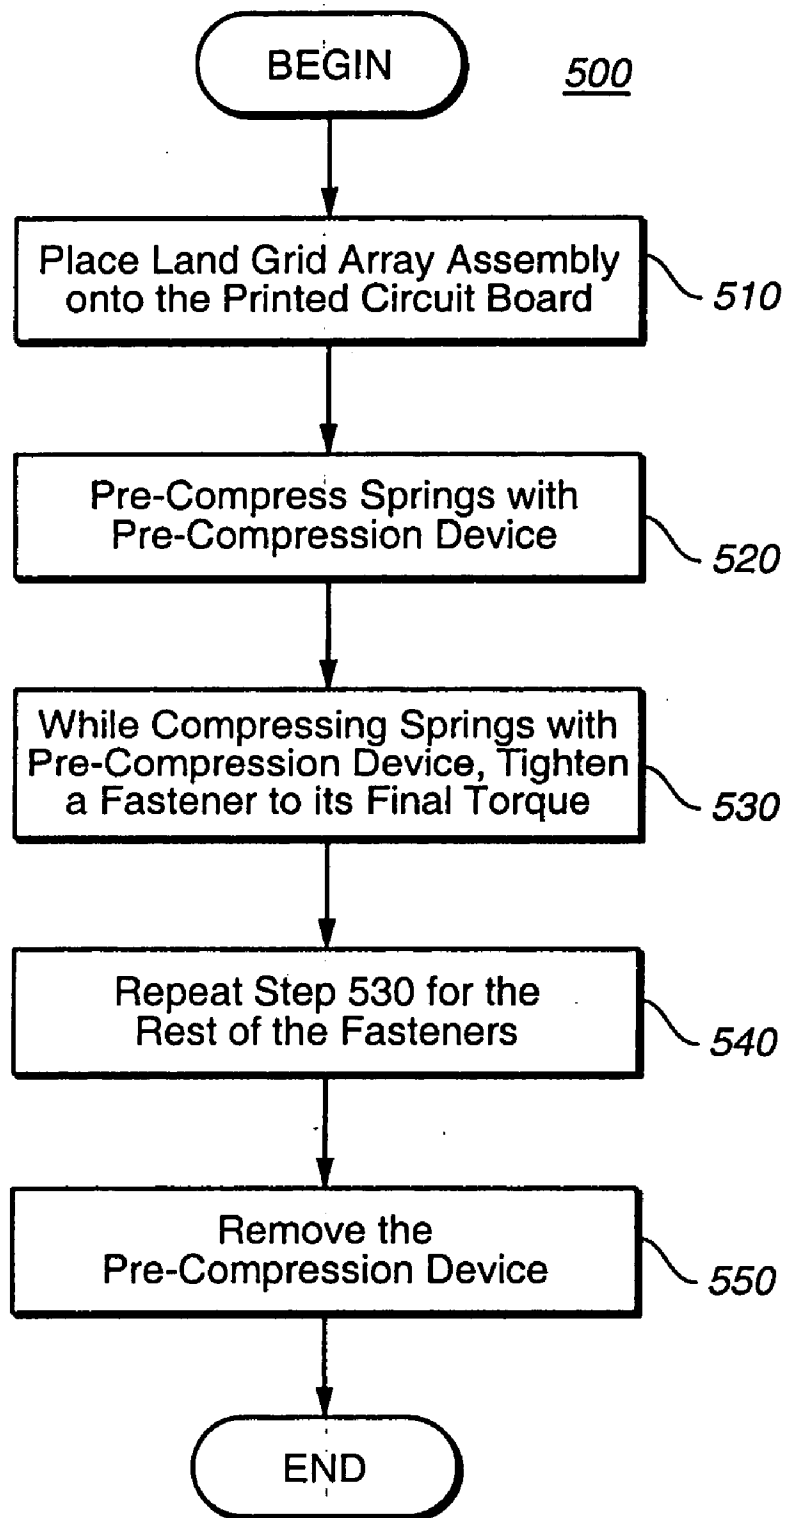 BEGIN
500
Place Land Grid Array Assembly
onto the Printed Circuit Board
510
Pre-Compress Springs with
Pre-Compression Device
520
While Compressing Springs with
Pre-Compression Device, Tighten
a Fastener to its Final Torque
530
Repeat Step 530 for the
Rest of the Fasteners
540
Remove the
Pre-Compression Device
550
END